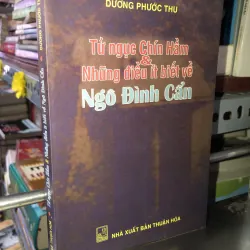 DƯƠNG PHƯỚC THU
Tử ngục Chín Hầm
&
Những điều ít biết về
NGÔ ĐÌNH CẨN
NHÀ XUẤT BẢN THUẬN HÓA